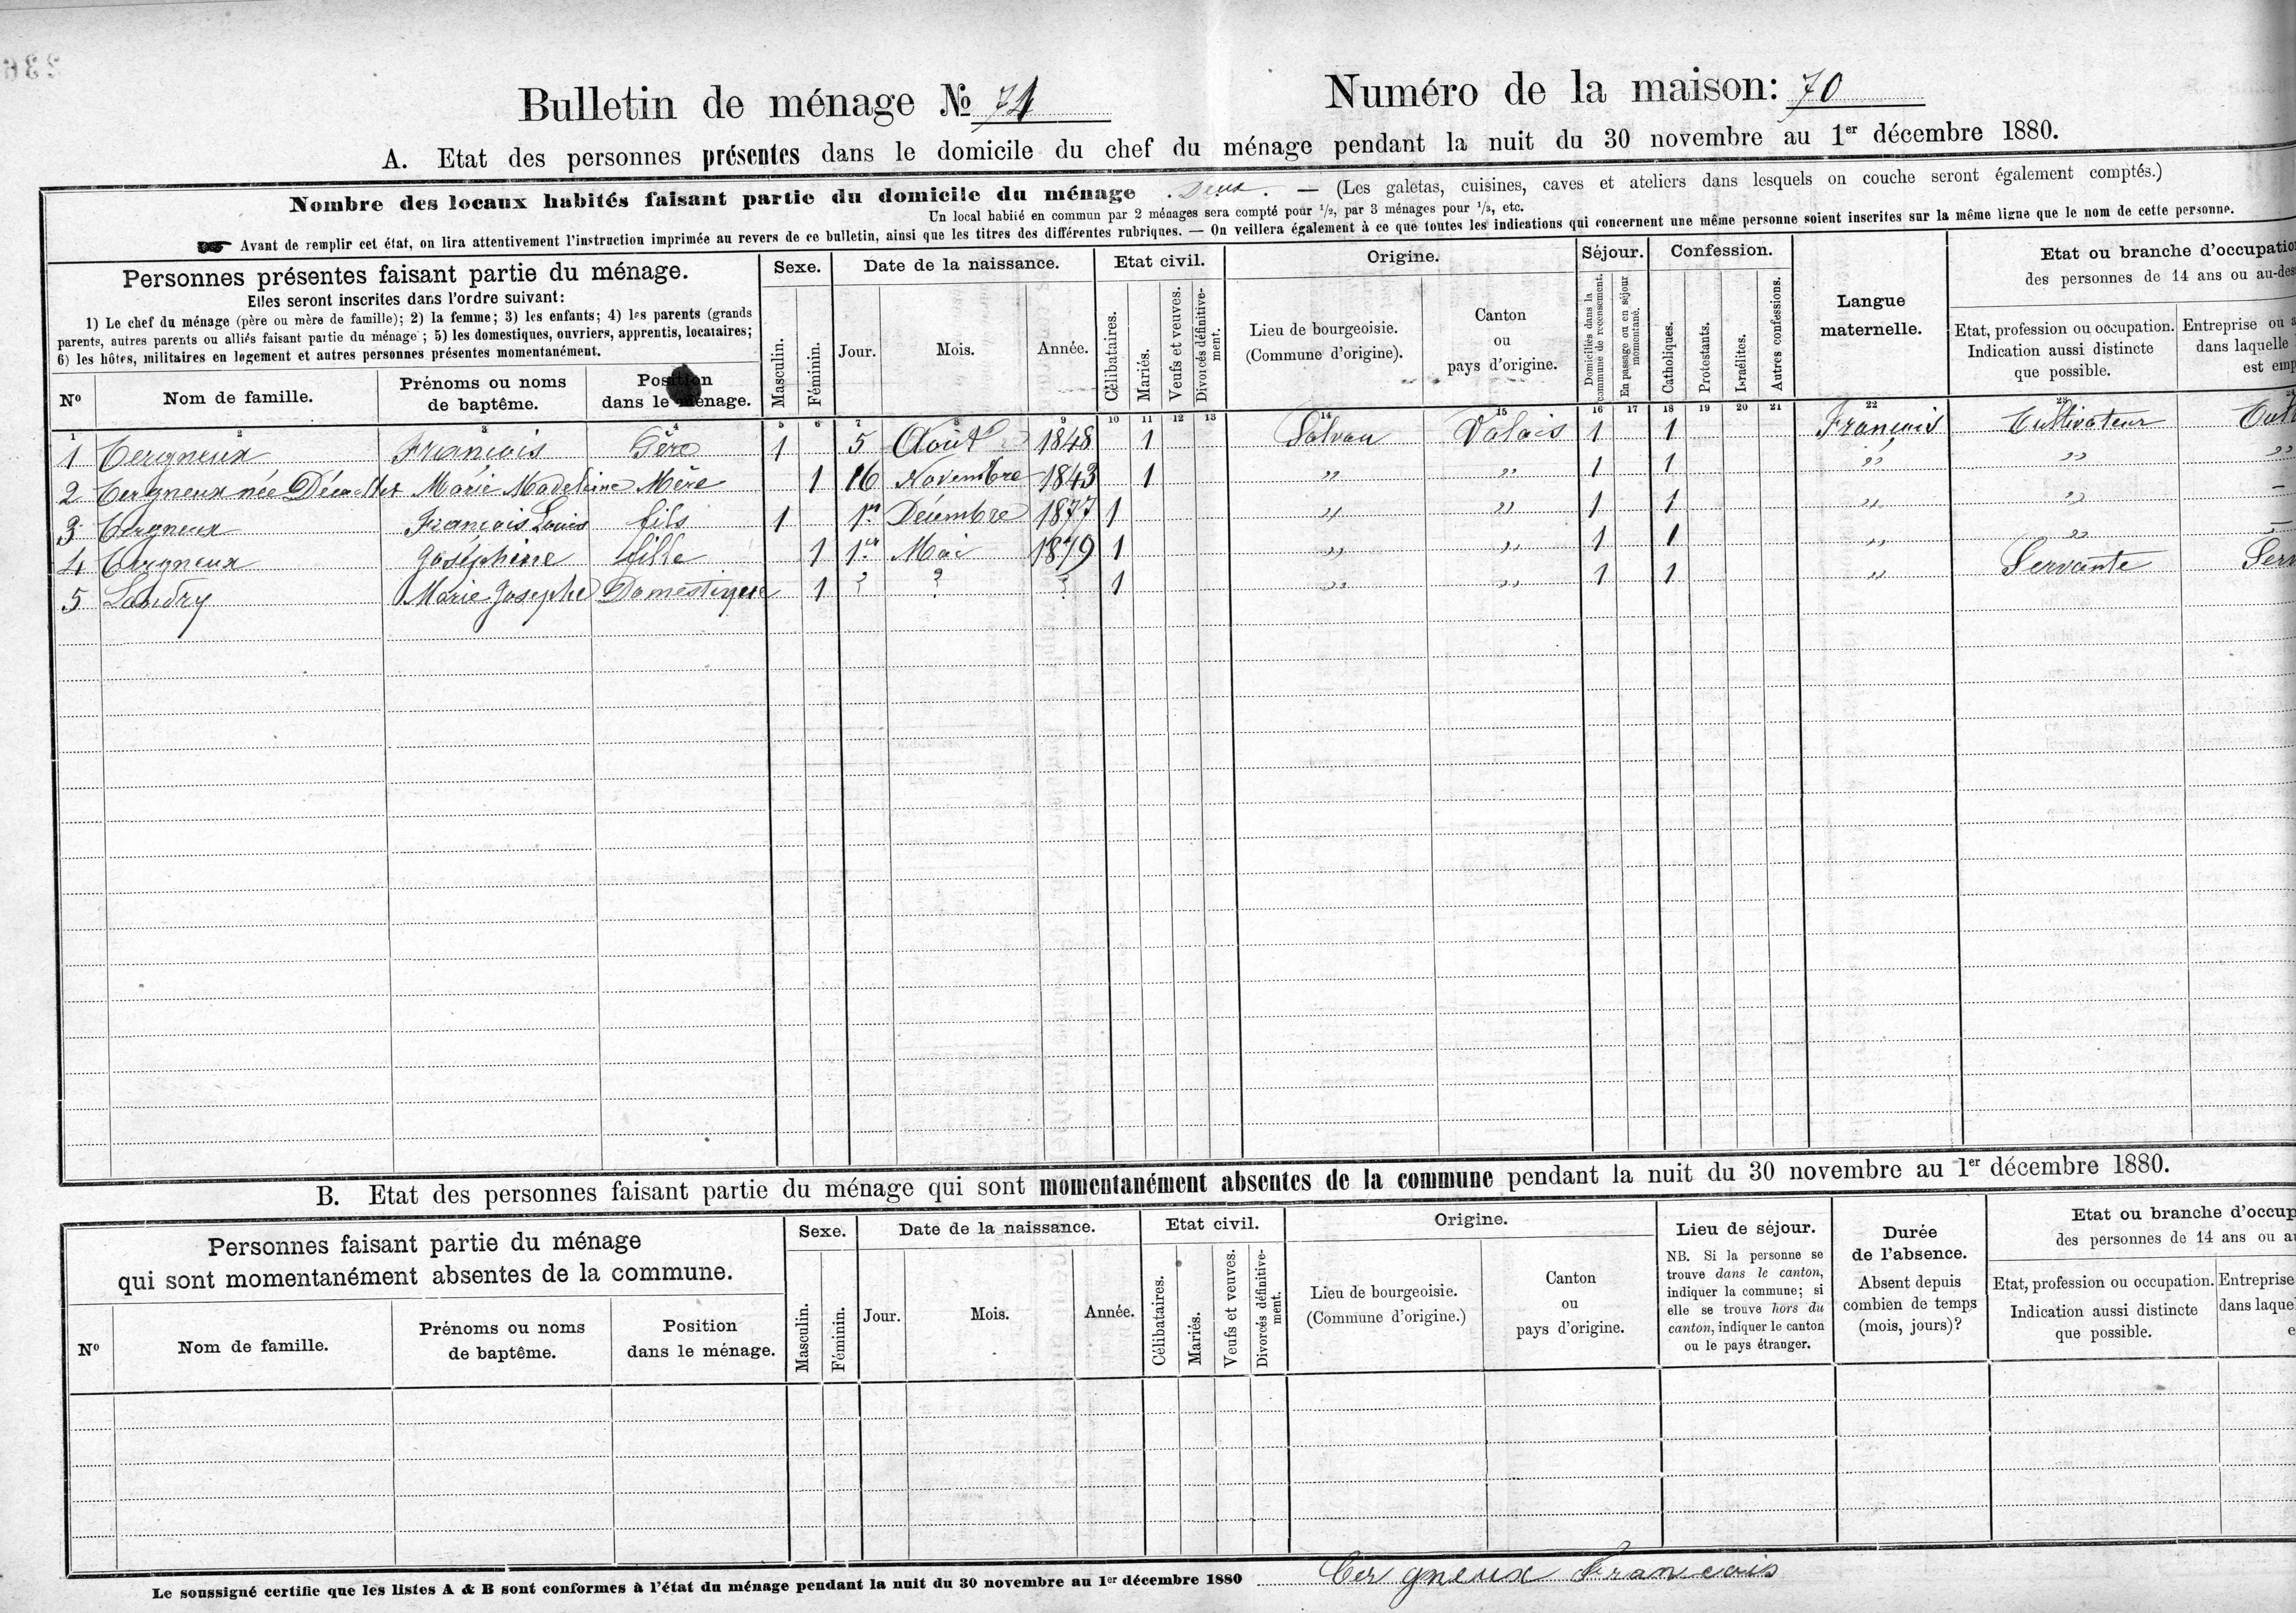 336
Bulletin de ménage № 71
Numéro de la maison: 70
A. Etat des personnes présentes dans le domicile du chef du ménage pendant la nuit du 30 novembre au 1er décembre 1880.
Nombre des locaux habités faisant partie du domicile du ménage deux. — (Les galetas, cuisines, caves et ateliers dans lesquels on couche seront également comptés.)
Un local habité en commun par 2 ménages sera compté pour 1/2, par 3 ménages pour 1/3, etc.
Avant de remplir cet état, on lira attentivement l'instruction imprimée au revers de ce bulletin, ainsi que les titres des différentes rubriques. — On veillera également à ce que toutes les indications qui concernent une même personne soient inscrites sur la même ligne que le nom de cette personne.
Personnes présentes faisant partie du ménage.
Elles seront inscrites dans l'ordre suivant:
1) Le chef du ménage (père ou mère de famille); 2) la femme; 3) les enfants; 4) les parents (grands
parents, autres parents ou alliés faisant partie du ménage; 5) les domestiques, ouvriers, apprentis, locataires;
6) les hôtes, militaires en logement et autres personnes présentes momentanément.
Nº
Nom de famille.
Prénoms ou noms
de baptême.
Position
dans le ménage.
Sexe.
Masculin.
Féminin.
Date de la naissance.
Jour.
Mois.
Année.
Etat civil.
Célibataires.
Mariés.
Veufs et veuves.
Divorcés définitive-
ment.
Origine.
Lieu de bourgeoisie.
(Commune d'origine).
Canton
ou
pays d'origine.
Séjour.
Domiciliés dans la
commune de recensement.
En passage ou en séjour
momentané.
Confession.
Catholiques.
Protestants.
Israélites.
Autres confessions.
Langue
maternelle.
Etat ou branche d'occupatio
des personnes de 14 ans ou au-des
Etat, profession ou occupation.
Indication aussi distincte
que possible.
Entreprise ou a
dans laquelle
est emp
1 2 3 4 5 6 7 8 9 10 11 12 13 14 15 16 17 18 19 20 21 22 23 24
1 Cergneux François Père 1 5 Août 1848 1 Salvan Valais 1 1 Français Cultivateur Cult
2 Cergneux née Décaillet Marie Madeleine Mère 1 16 Novembre 1843 1 " " 1 1 " " "
3 Cergneux François Louis fils 1 1er Décembre 1877 1 " " 1 1 " " –
4 Cergneux Joséphine fille 1 1er Mai 1879 1 " " 1 1 " " –
5 Landry Marie Josephe Domestique 1 ? ? ? 1 " " 1 1 " Servante Serv
B. Etat des personnes faisant partie du ménage qui sont momentanément absentes de la commune pendant la nuit du 30 novembre au 1er décembre 1880.
Personnes faisant partie du ménage
qui sont momentanément absentes de la commune.
Nº
Nom de famille.
Prénoms ou noms
de baptême.
Position
dans le ménage.
Sexe.
Masculin.
Féminin.
Date de la naissance.
Jour.
Mois.
Année.
Etat civil.
Célibataires.
Mariés.
Veufs et veuves.
Divorcés définitive-
ment.
Origine.
Lieu de bourgeoisie.
(Commune d'origine.)
Canton
ou
pays d'origine.
Lieu de séjour.
NB. Si la personne se
trouve dans le canton,
indiquer la commune; si
elle se trouve hors du
canton, indiquer le canton
ou le pays étranger.
Durée
de l'absence.
Absent depuis
combien de temps
(mois, jours)?
Etat ou branche d'occup
des personnes de 14 ans ou au
Etat, profession ou occupation.
Indication aussi distincte
que possible.
Entreprise
dans laque
e
Le soussigné certifie que les listes A & B sont conformes à l'état du ménage pendant la nuit du 30 novembre au 1er décembre 1880 Cergneux François